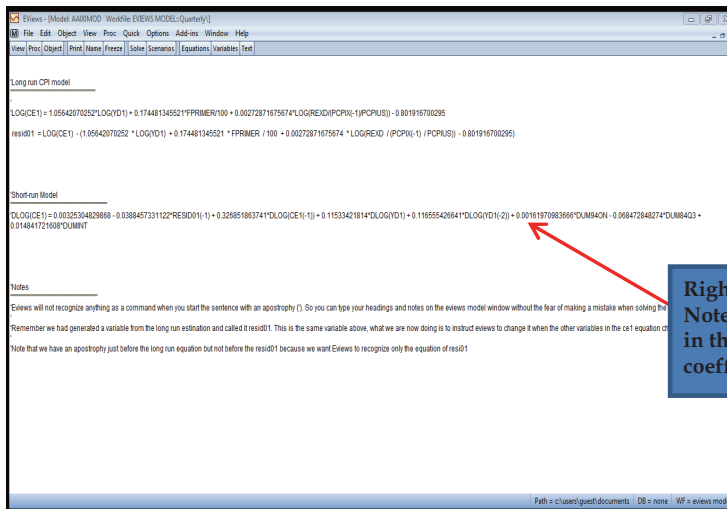 EViews - [Model: AA00MOD   Workfile: EVIEWS MODEL::Quarterly\]
File Edit Object View Proc Quick Options Add-ins Window Help
View Proc Object Print Name Freeze Solve Scenarios Equations Variables Text
'Long run CPI model
'
'LOG(CE1) = 1.05642070252*LOG(YD1) + 0.174481345521*FPRIMER/100 + 0.00272871675674*LOG(REXD/(PCPIX(-1)/PCPIUS)) - 0.801916700295
resid01 = LOG(CE1) - (1.05642070252 * LOG(YD1) + 0.174481345521 * FPRIMER / 100 + 0.00272871675674 * LOG(REXD / (PCPIX(-1) / PCPIUS)) - 0.801916700295)
'Short-run Model
'DLOG(CE1) = 0.00325304829868 - 0.0388457331122*RESID01(-1) + 0.326851863741*DLOG(CE1(-1)) + 0.11533421814*DLOG(YD1) + 0.116555426641*DLOG(YD1(-2)) + 0.00161970983666*DUM94ON - 0.068472848274*DUM84Q3 +
0.014841721608*DUMINT
'Notes
'Eviews will not recognize anything as a command when you start the sentence with an apostrophy ('). So you can type your headings and notes on the eviews model window without the fear of making a mistake when solving the
'Remember we had generated a variable from the long run estination and called it resid01. This is the same variable above, what we are now doing is to instruct eviews to change it when the other variables in the ce1 equation
'
'Note that we have an apostrophy just before the long run equation but not before the resid01 because we want Eviews to recognize only the equation of resi01
Note
in
Path = c:\users\guest\documents DB = none WF = eviews